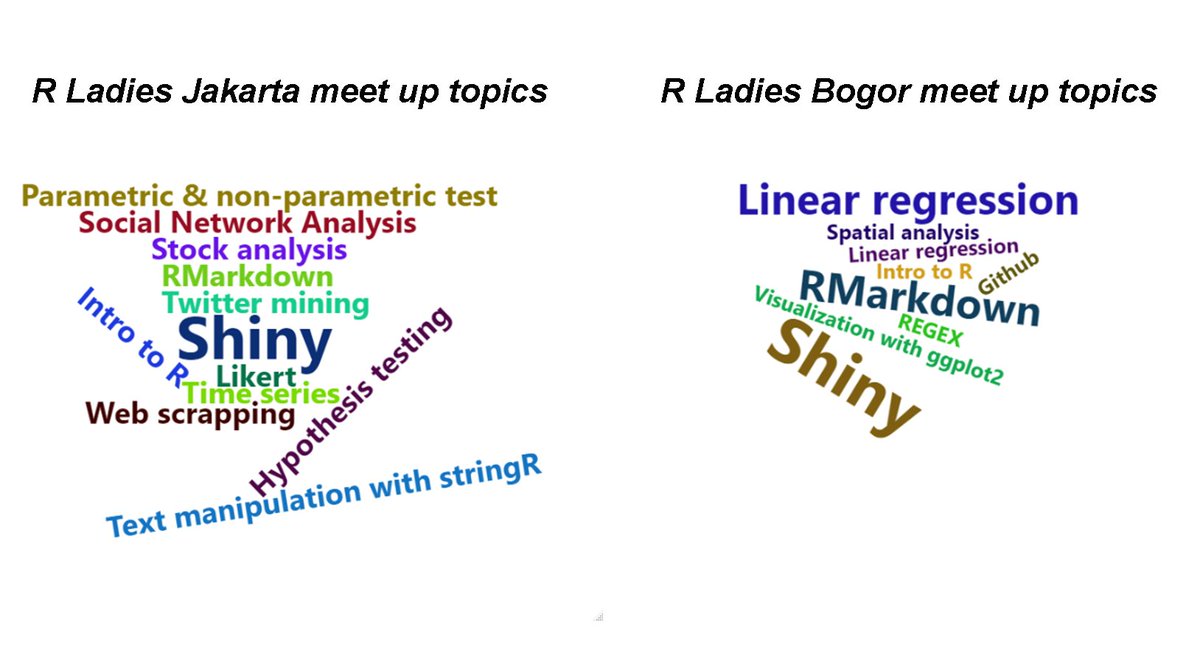 R Ladies Jakarta meet up topics
Parametric & non-parametric test
Social Network Analysis
Stock analysis
RMarkdown
Twitter mining
Intro to R
Shiny
Likert
Time series
Web scrapping
Hypothesis testing
Text manipulation with stringR
R Ladies Bogor meet up topics
Linear regression
Spatial analysis
Linear regression
Intro to R
Github
RMarkdown
REGEX
Visualization with ggplot2
Shiny